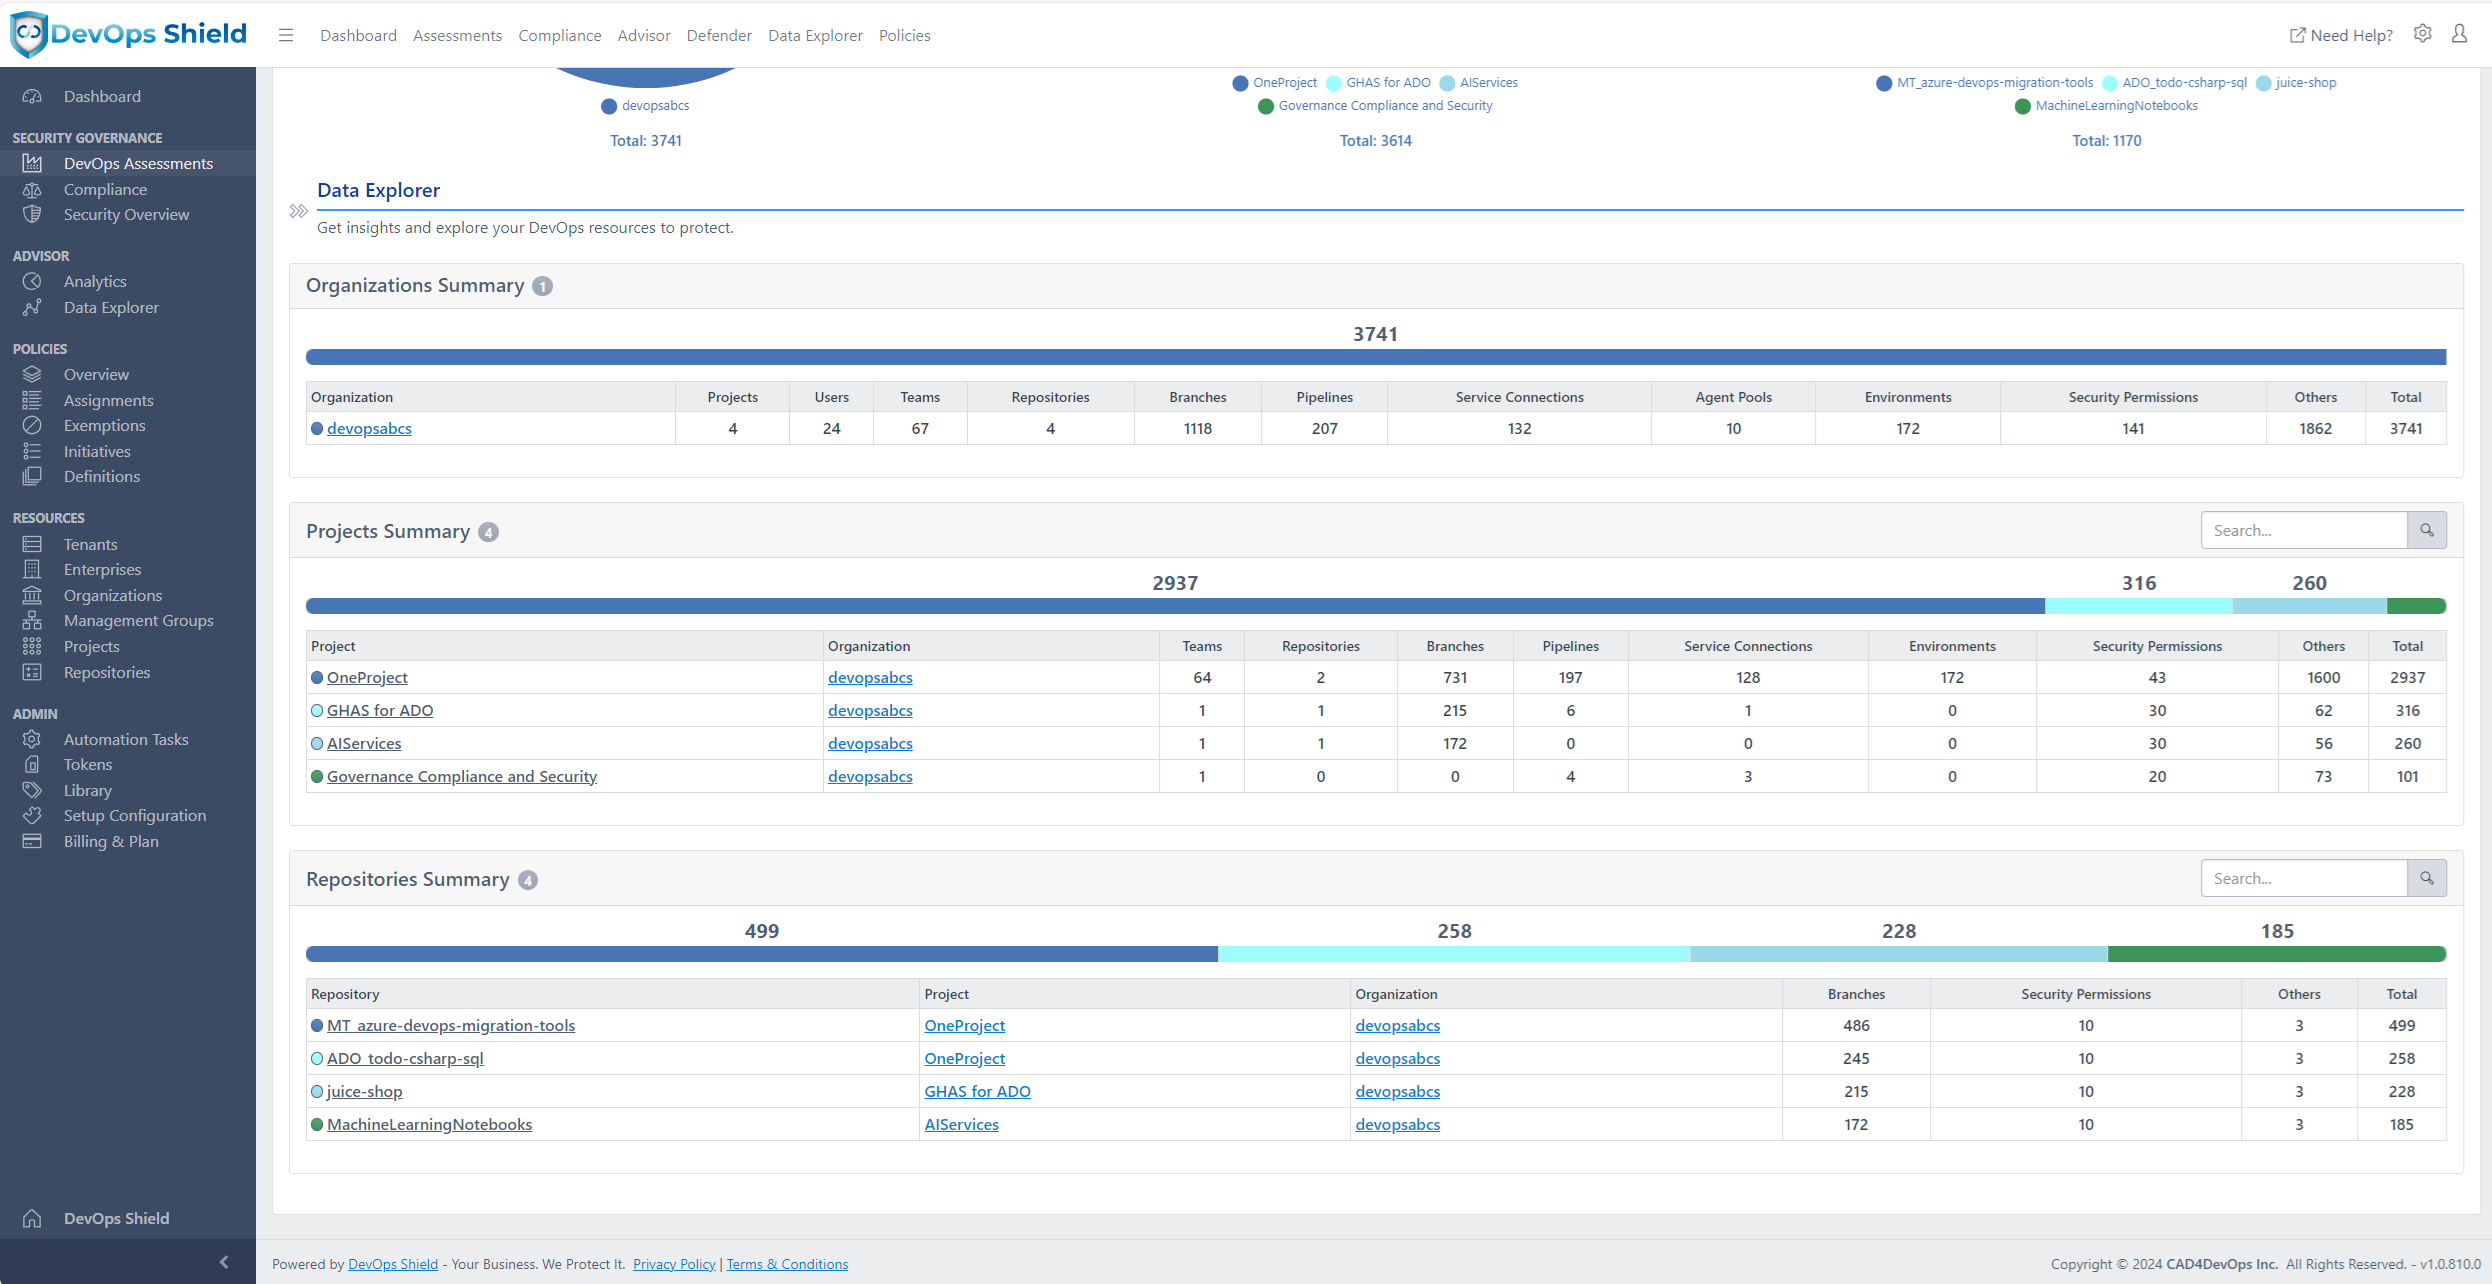 DevOps Shield
Dashboard Assessments Compliance Advisor Defender Data Explorer Policies
Need Help?
Dashboard
SECURITY GOVERNANCE
DevOps Assessments
Compliance
Security Overview
ADVISOR
Analytics
Data Explorer
POLICIES
Overview
Assignments
Exemptions
Initiatives
Definitions
RESOURCES
Tenants
Enterprises
Organizations
Management Groups
Projects
Repositories
ADMIN
Automation Tasks
Tokens
Library
Setup Configuration
Billing & Plan
DevOps Shield
devopsabcs
Total: 3741
OneProject GHAS for ADO AIServices
Governance Compliance and Security
Total: 3614
MT_azure-devops-migration-tools ADO_todo-csharp-sql juice-shop
MachineLearningNotebooks
Total: 1170
Data Explorer
Get insights and explore your DevOps resources to protect.
Organizations Summary 1
3741
Organization Projects Users Teams Repositories Branches Pipelines Service Connections Agent Pools Environments Security Permissions Others Total
devopsabcs 4 24 67 4 1118 207 132 10 172 141 1862 3741
Projects Summary 4
Search...
2937 316 260
Project Organization Teams Repositories Branches Pipelines Service Connections Environments Security Permissions Others Total
OneProject devopsabcs 64 2 731 197 128 172 43 1600 2937
GHAS for ADO devopsabcs 1 1 215 6 1 0 30 62 316
AIServices devopsabcs 1 1 172 0 0 0 30 56 260
Governance Compliance and Security devopsabcs 1 0 0 4 3 0 20 73 101
Repositories Summary 4
Search...
499 258 228 185
Repository Project Organization Branches Security Permissions Others Total
MT_azure-devops-migration-tools OneProject devopsabcs 486 10 3 499
ADO_todo-csharp-sql OneProject devopsabcs 245 10 3 258
juice-shop GHAS for ADO devopsabcs 215 10 3 228
MachineLearningNotebooks AIServices devopsabcs 172 10 3 185
Powered by DevOps Shield - Your Business. We Protect It. Privacy Policy | Terms & Conditions
Copyright © 2024 CAD4DevOps Inc. All Rights Reserved. - v1.0.810.0